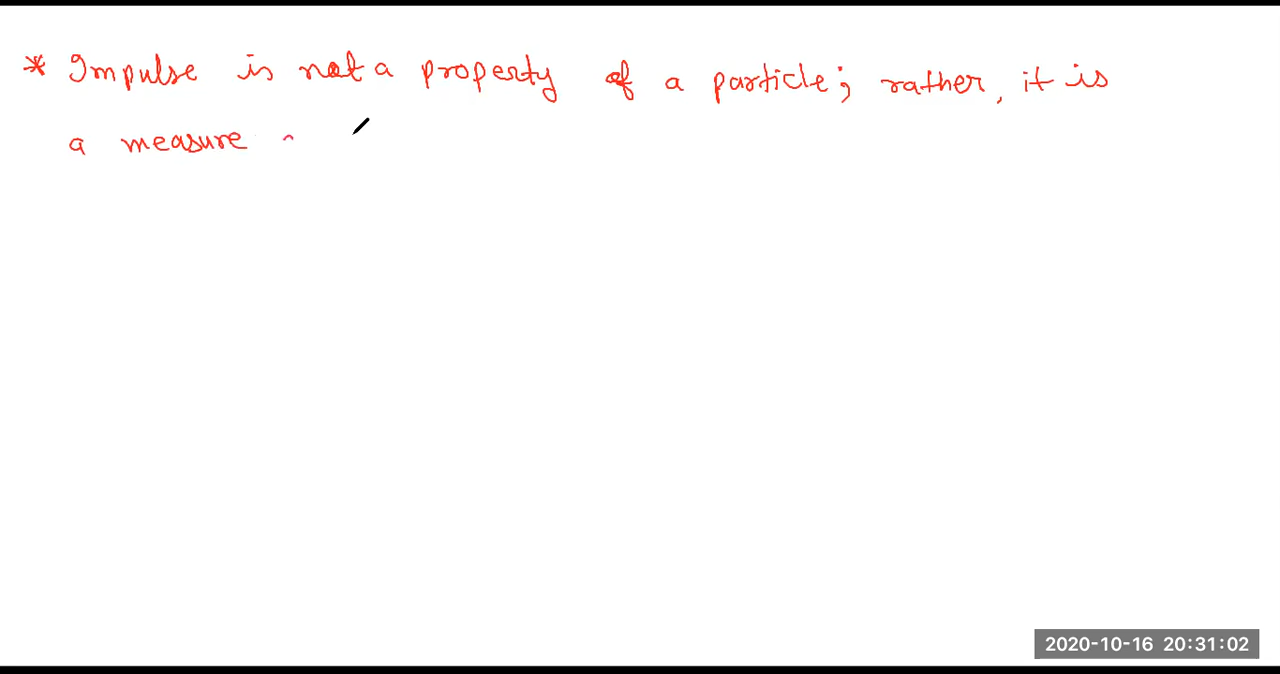 * Impulse is not a property of a particle; rather, it is
a measure
2020-10-16 20:31:02